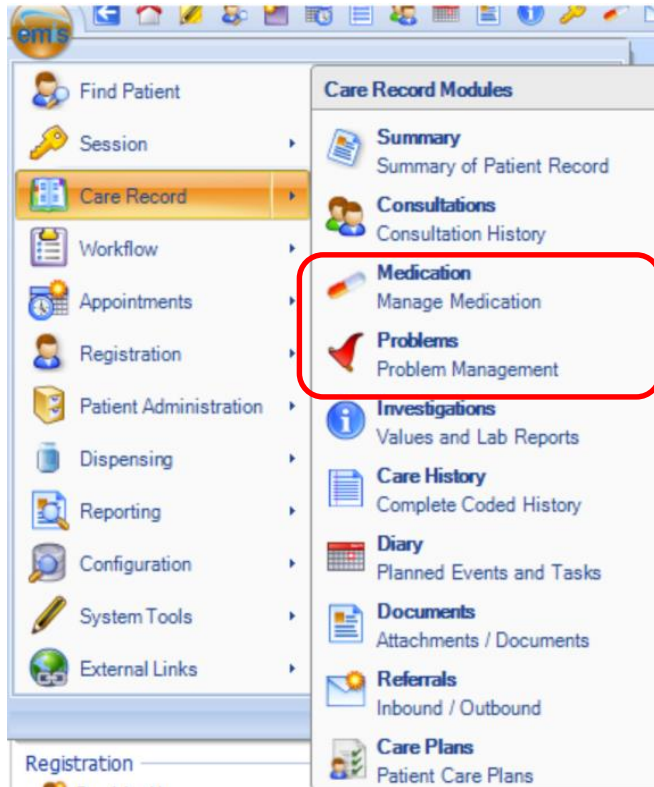 emis
Find Patient
Session
Care Record
Workflow
Appointments
Registration
Patient Administration
Dispensing
Reporting
Configuration
System Tools
External Links
Registration
Care Record Modules
Summary
Summary of Patient Record
Consultations
Consultation History
Medication
Manage Medication
Problems
Problem Management
Investigations
Values and Lab Reports
Care History
Complete Coded History
Diary
Planned Events and Tasks
Documents
Attachments / Documents
Referrals
Inbound / Outbound
Care Plans
Patient Care Plans